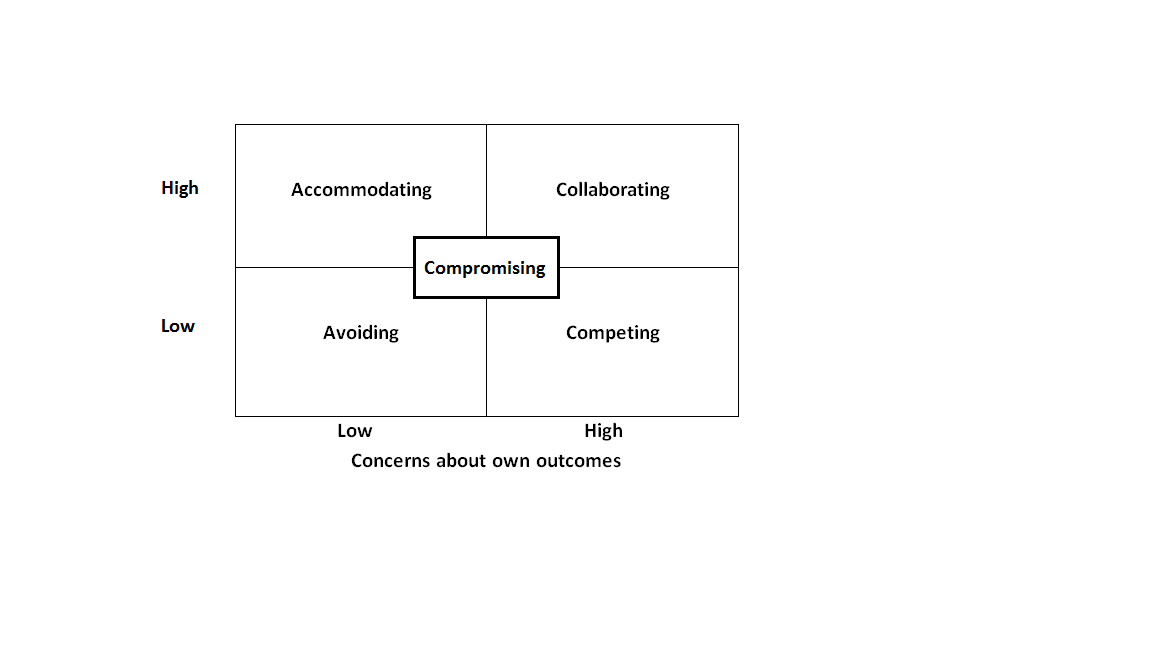 High
Accommodating
Collaborating
Compromising
Low
Avoiding
Competing
Low
High
Concerns about own outcomes